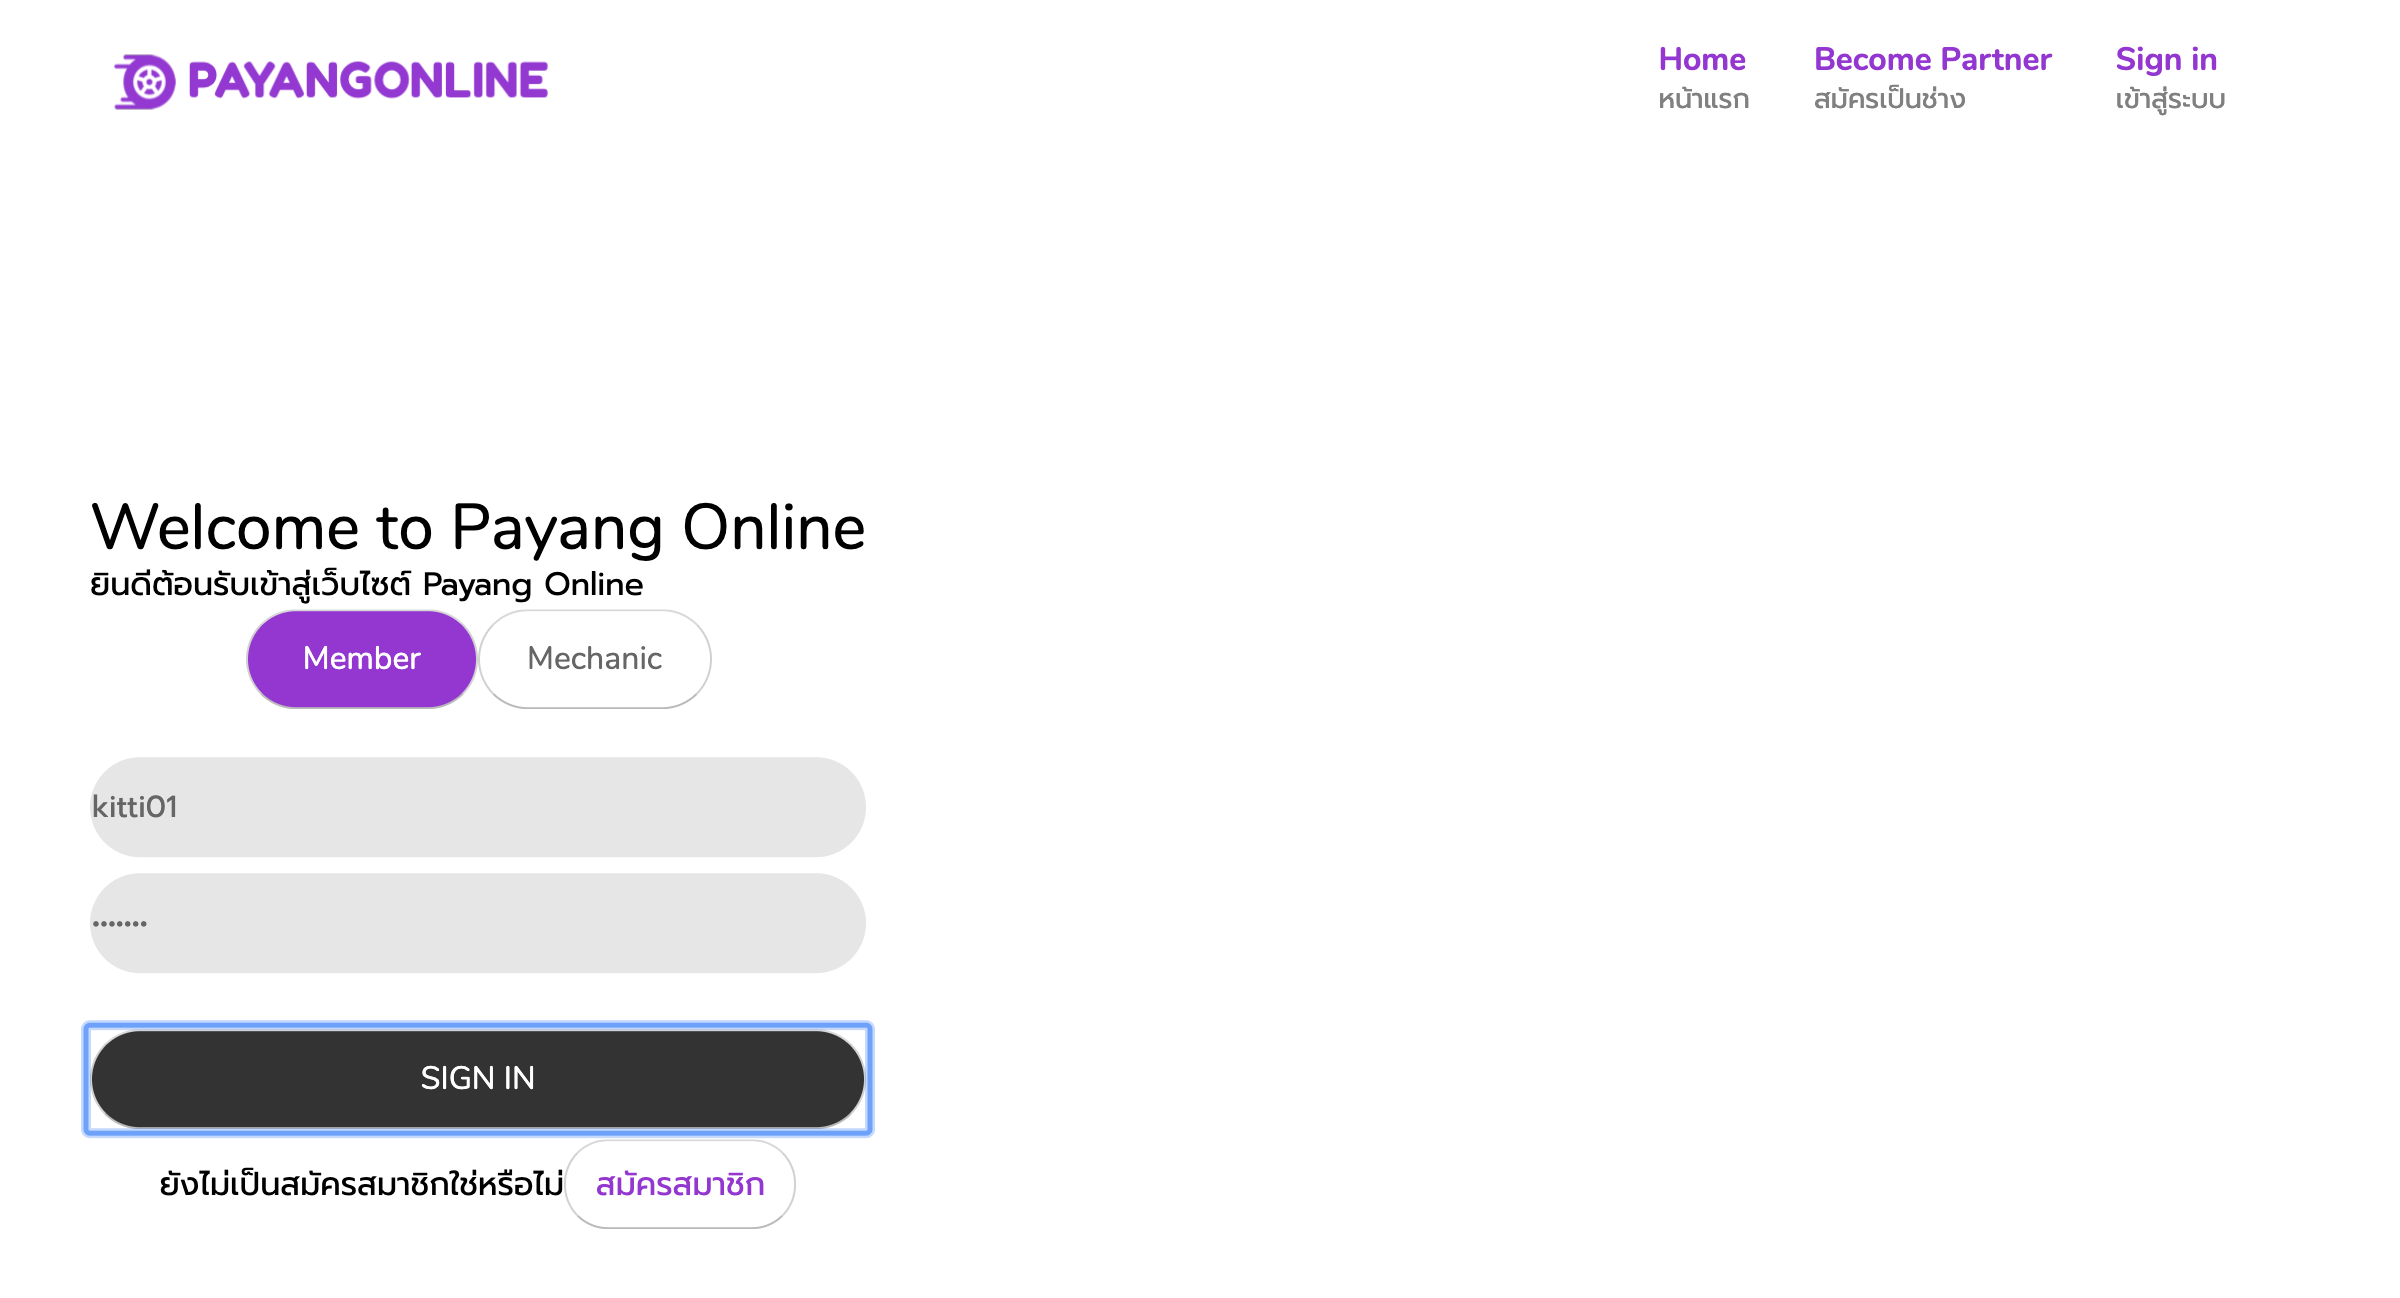 PAYANGONLINE
Home Become Partner Sign in
หน้าแรก สมัครเป็นช่าง เข้าสู่ระบบ
Welcome to Payang Online
ยินดีต้อนรับเข้าสู่เว็บไซต์ Payang Online
Member Mechanic
kitti01
•••••••
SIGN IN
ยังไม่เป็นสมัครสมาชิกใช่หรือไม่ สมัครสมาชิก